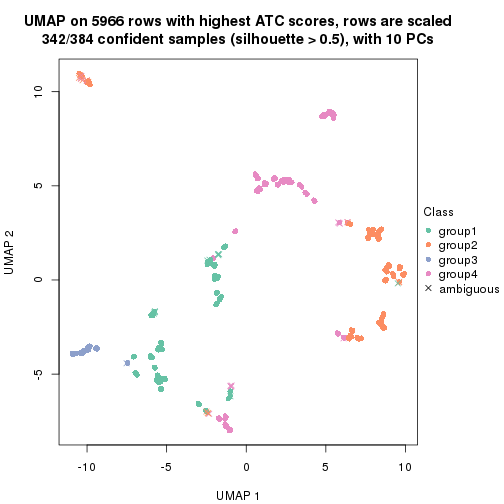 UMAP on 5966 rows with highest ATC scores, rows are scaled
342/384 confident samples (silhouette > 0.5), with 10 PCs
UMAP 2
10
5
0
-5
-10
-5
0
5
10
UMAP 1
Class
group1
group2
group3
group4
ambiguous